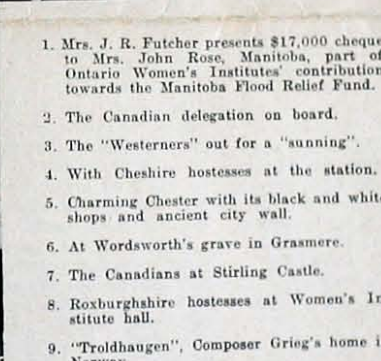 1. Mrs. J. R. Futcher presents $17,000 cheque
to Mrs. John Rose, Manitoba, part of
Ontario Women's Institutes' contribution
towards the Manitoba Flood Relief Fund.
2. The Canadian delegation on board.
3. The "Westerners" out for a "sunning".
4. With Cheshire hostesses at the station.
5. Charming Chester with its black and white
shops and ancient city wall.
6. At Wordsworth's grave in Grasmere.
7. The Canadians at Stirling Castle.
8. Roxburghshire hostesses at Women's In
stitute hall.
9. "Troldhaugen", Composer Grieg's home i
Norway